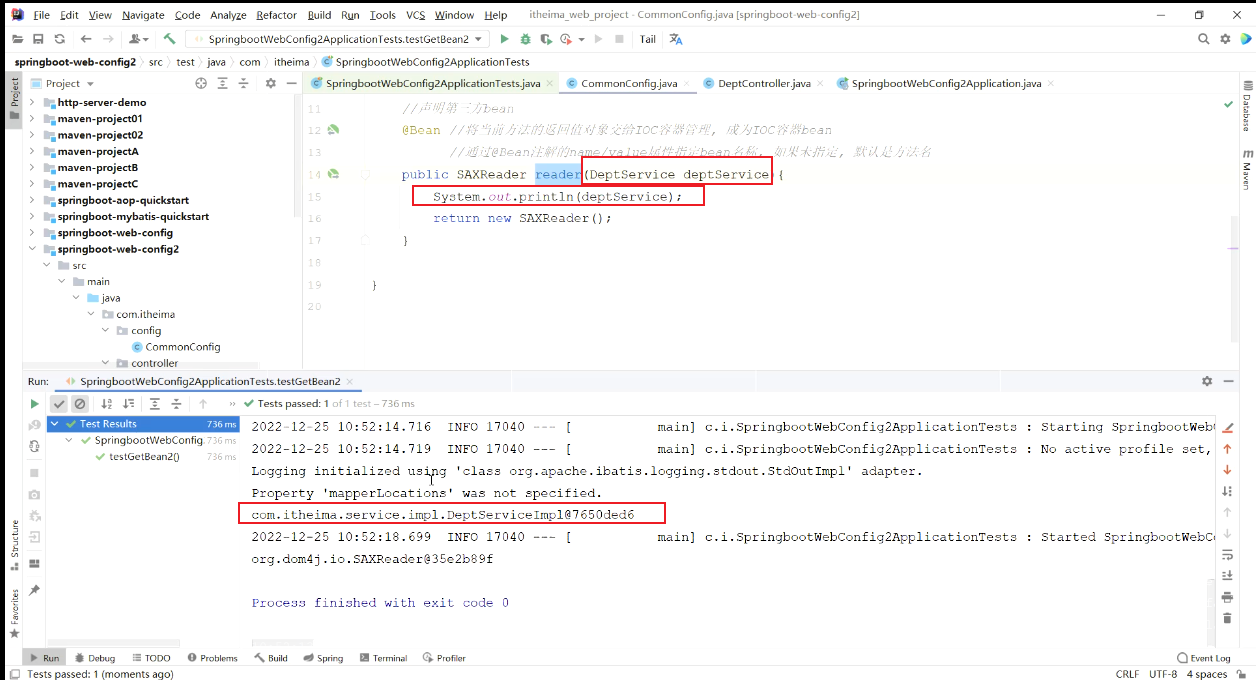 File Edit View Navigate Code Analyze Refactor Build Run Tools VCS Window Help itheima_web_project - CommonConfig.java [springboot-web-config2]
SpringbootWebConfig2ApplicationTests.testGetBean2 Tail
springboot-web-config2 src test java com itheima SpringbootWebConfig2ApplicationTests
Project
SpringbootWebConfig2ApplicationTests.java CommonConfig.java DeptController.java SpringbootWebConfig2Application.java
Project
http-server-demo
maven-project01
maven-project02
maven-projectA
maven-projectB
maven-projectC
springboot-aop-quickstart
springboot-mybatis-quickstart
springboot-web-config
springboot-web-config2
src
main
java
com.itheima
config
CommonConfig
controller
11 //声明第三方bean
12 @Bean //将当前方法的返回值对象交给IOC容器管理, 成为IOC容器bean
13 //通过@Bean注解的name/value属性指定bean名称, 如果未指定, 默认是方法名
14 public SAXReader reader(DeptService deptService){
15 System.out.println(deptService);
16 return new SAXReader();
17 }
18
19 }
20
Database
Maven
Run: SpringbootWebConfig2ApplicationTests.testGetBean2
Tests passed: 1 of 1 test – 736 ms
Test Results 736 ms
SpringbootWebConfig 736 ms
testGetBean2() 736 ms
2022-12-25 10:52:14.716 INFO 17040 --- [ main] c.i.SpringbootWebConfig2ApplicationTests : Starting SpringbootWeb
2022-12-25 10:52:14.719 INFO 17040 --- [ main] c.i.SpringbootWebConfig2ApplicationTests : No active profile set,
Logging initialized using 'class org.apache.ibatis.logging.stdout.StdOutImpl' adapter.
Property 'mapperLocations' was not specified.
com.itheima.service.impl.DeptServiceImpl@7650ded6
2022-12-25 10:52:18.699 INFO 17040 --- [ main] c.i.SpringbootWebConfig2ApplicationTests : Started SpringbootWebC
org.dom4j.io.SAXReader@35e2b89f
Process finished with exit code 0
Structure
Favorites
Run Debug TODO Problems Build Spring Terminal Profiler Event Log
Tests passed: 1 (moments ago) CRLF UTF-8 4 spaces